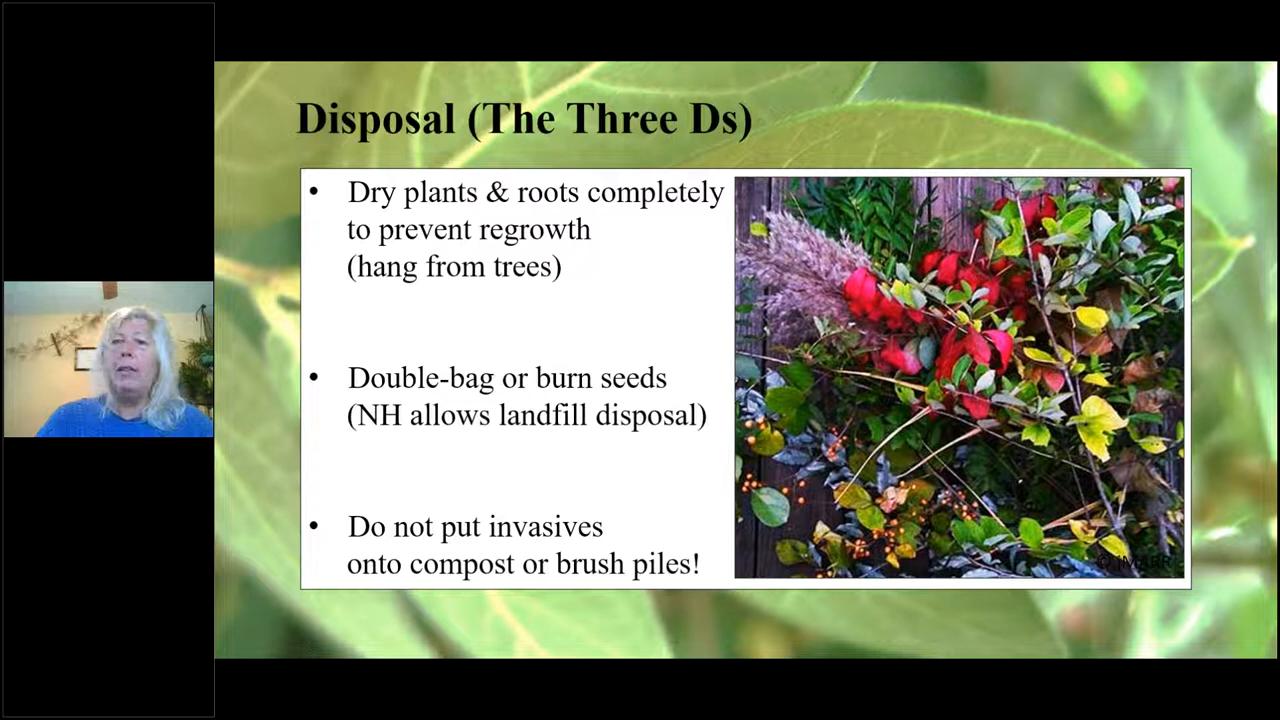 Disposal (The Three Ds)
• Dry plants & roots completely
to prevent regrowth
(hang from trees)
• Double-bag or burn seeds
(NH allows landfill disposal)
• Do not put invasives
onto compost or brush piles!